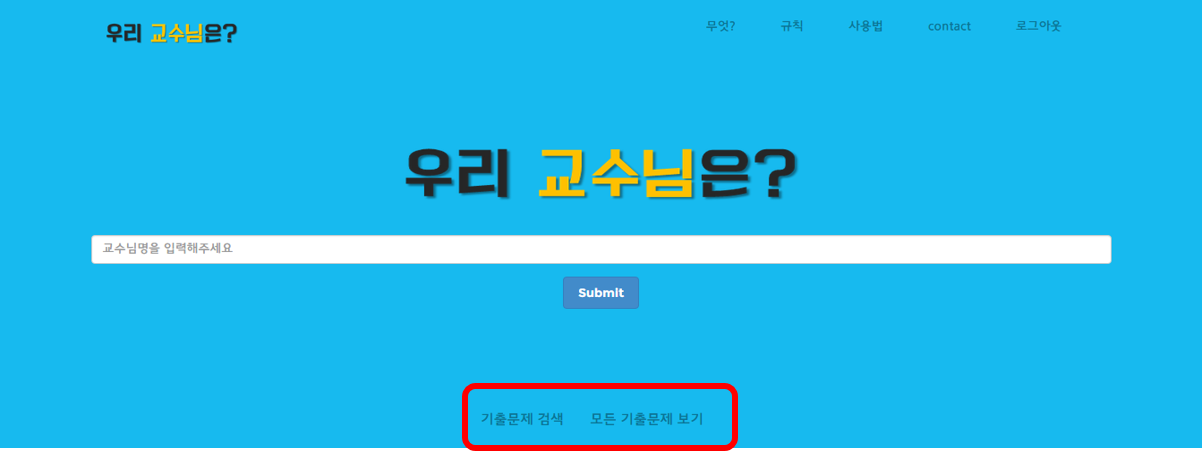 우리 교수님은?
무엇? 규칙 사용법 contact 로그아웃
우리 교수님은?
교수님명을 입력해주세요
Submit
기출문제 검색 모든 기출문제 보기